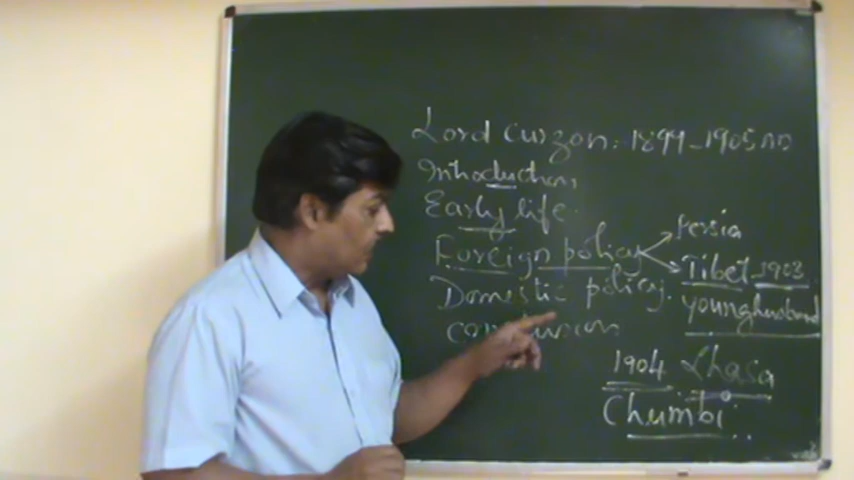 Lord Curzon: 1899-1905 AD
Introduction,
Early life.
Foreign policy
Persia
Tibet 1903
younghusband
Domestic policy.
conclusion
1904 Lhasa
Chumbi